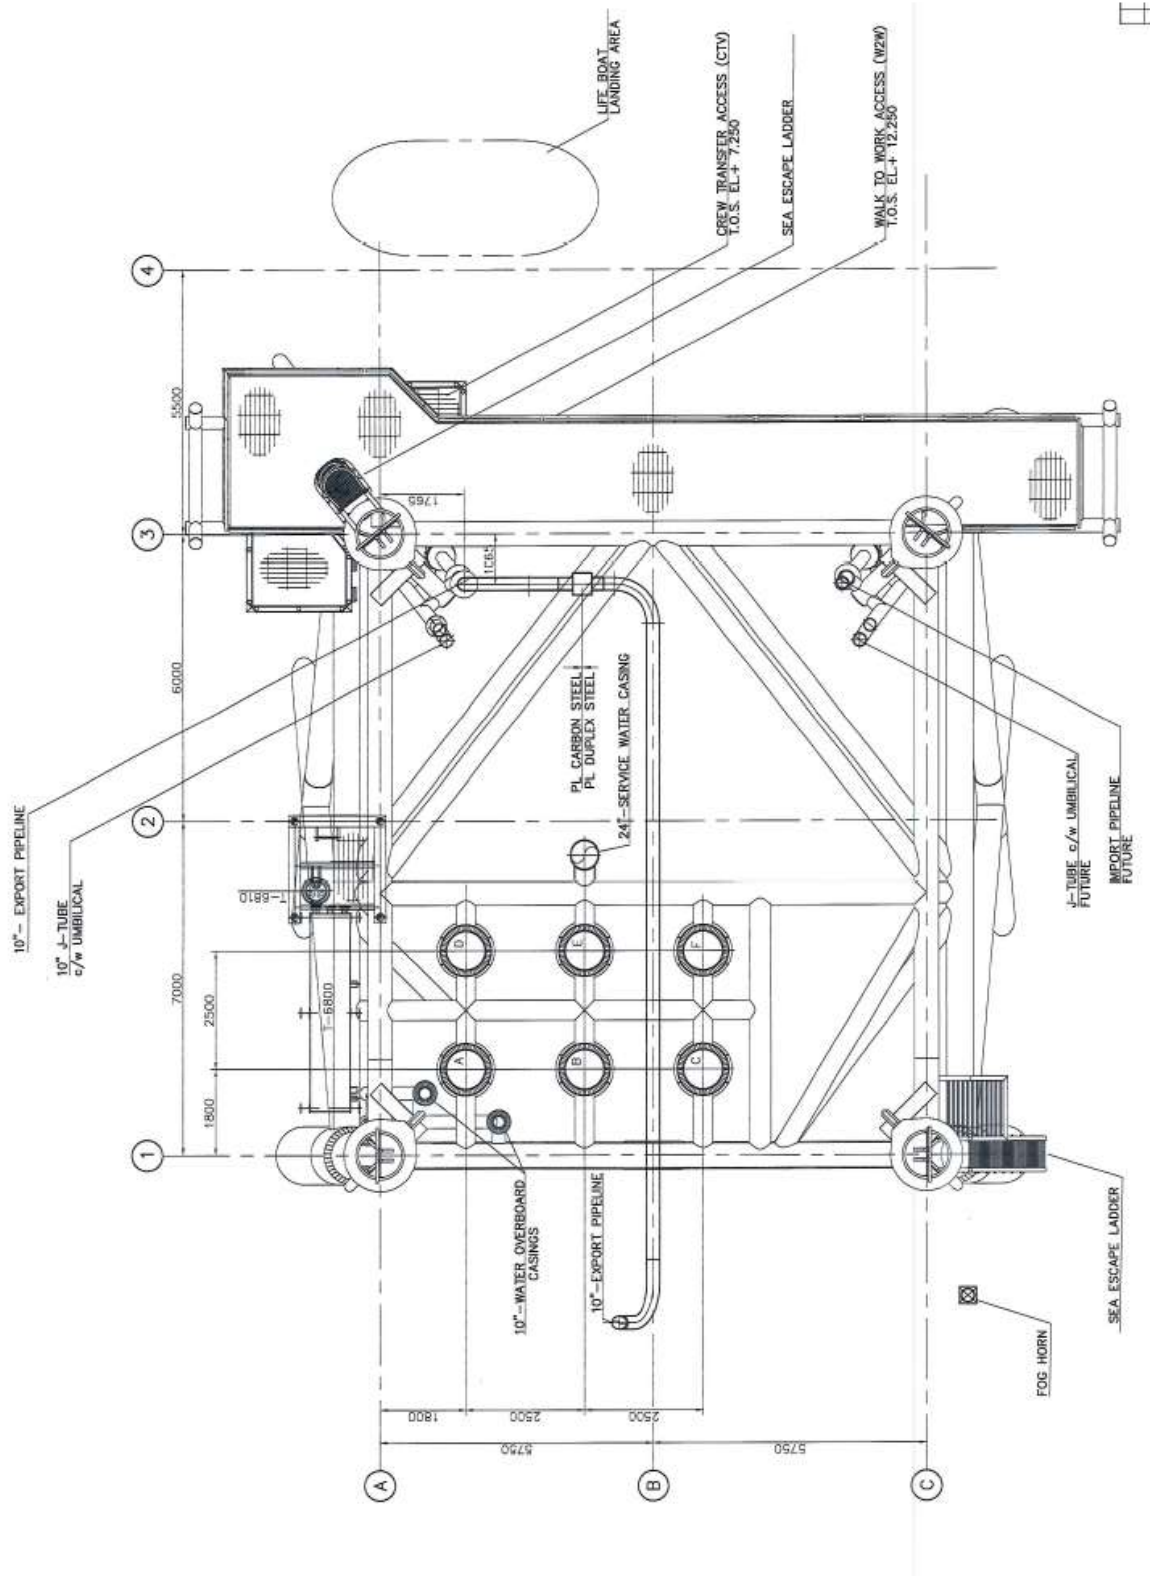 LIFE BOAT
LANDING AREA
CREW TRANSFER ACCESS (CTV)
T.O.S. EL.+ 7.250
SEA ESCAPE LADDER
WALK TO WORK ACCESS (W2W)
T.O.S. EL.+ 12.250
4
5500
3
1765
6000
10"- EXPORT PIPELINE
10" J-TUBE
c/w UMBILICAL
PL CARBON STEEL
PL DUPLEX STEEL
24"-SERVICE WATER CASING
J-TUBE c/w UMBILICAL
FUTURE
IMPORT PIPELINE
FUTURE
2
7000
2500
1800
T-6810
T-6800
D
E
F
A
B
C
1
10"-WATER OVERBOARD
CASINGS
10"-EXPORT PIPELINE
SEA ESCAPE LADDER
FOG HORN
1800
2500
2500
5750
5750
A
B
C